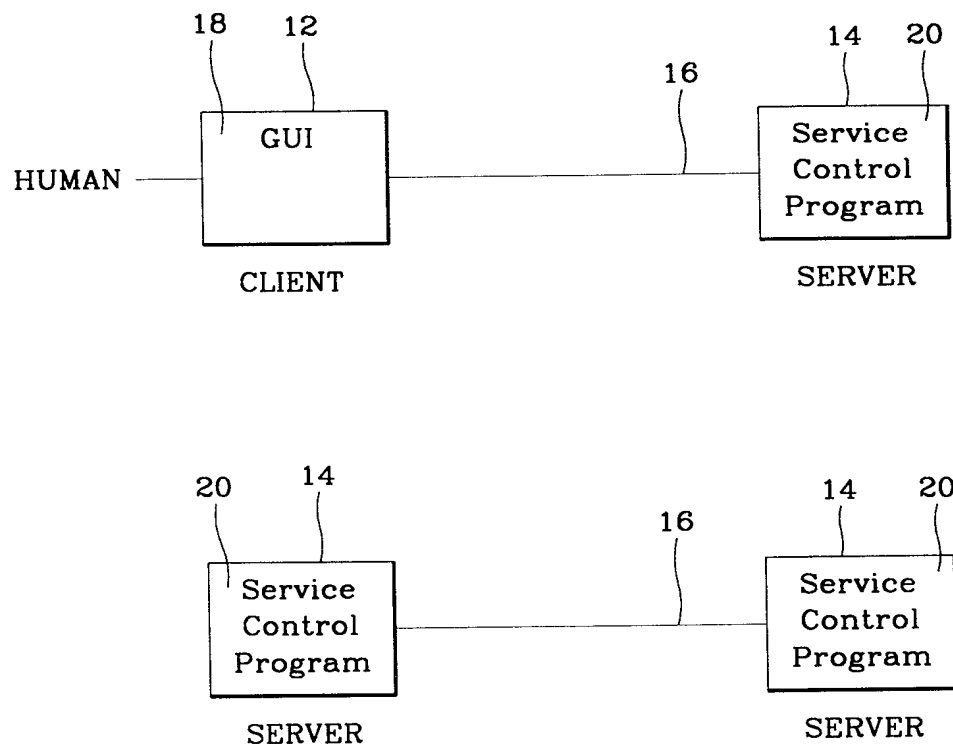 18 12 16 14 20
GUI
HUMAN
CLIENT
Service
Control
Program
SERVER
20 14 16 14 20
Service
Control
Program
SERVER
Service
Control
Program
SERVER